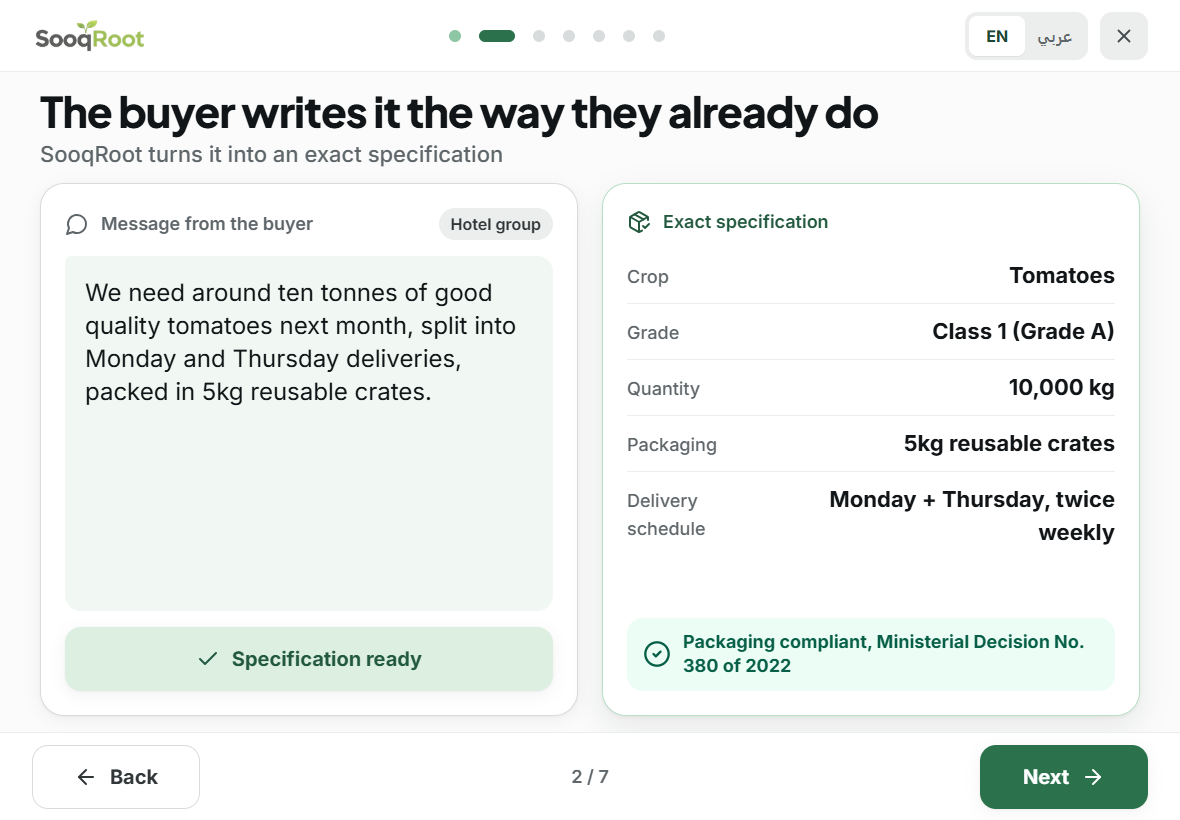 SooqRoot
EN
عربي
The buyer writes it the way they already do
SooqRoot turns it into an exact specification
Message from the buyer
Hotel group
We need around ten tonnes of good
quality tomatoes next month, split into
Monday and Thursday deliveries,
packed in 5kg reusable crates.
Specification ready
Exact specification
Crop
Tomatoes
Grade
Class 1 (Grade A)
Quantity
10,000 kg
Packaging
5kg reusable crates
Delivery
schedule
Monday + Thursday, twice
weekly
Packaging compliant, Ministerial Decision No.
380 of 2022
Back
2 / 7
Next